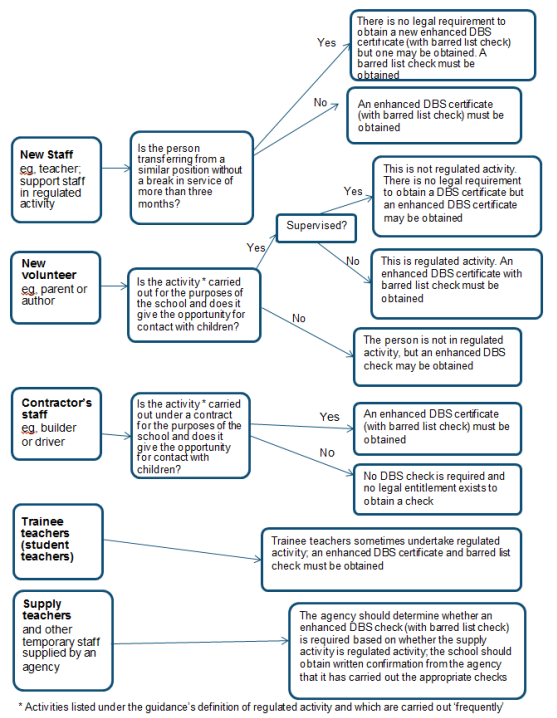 There is no legal requirement to
obtain a new enhanced DBS
certificate (with barred list check)
but one may be obtained. A
barred list check must be
obtained
Yes
No
An enhanced DBS certificate
(with barred list check) must be
obtained
New Staff
eg, teacher;
support staff
in regulated
activity
Is the person
transferring from a
similar position without
a break in service of
more than three
months?
This is not regulated activity.
There is no legal requirement
to obtain a DBS certificate but
an enhanced DBS certificate
may be obtained
Yes
Supervised?
Yes
No
This is regulated activity. An
enhanced DBS certificate with
barred list check must be
obtained
New
volunteer
eg, parent or
author
Is the activity * carried
out for the purposes of
the school and does it
give the opportunity for
contact with children?
No
The person is not in regulated
activity, but an enhanced DBS
check may be obtained
Contractor's
staff
eg, builder
or driver
Is the activity * carried
out under a contract
for the purposes of the
school and does it
give the opportunity
for contact with
children?
Yes
An enhanced DBS certificate
(with barred list check) must be
obtained
No
No DBS check is required and
no legal entitlement exists to
obtain a check
Trainee
teachers
(student
teachers)
Trainee teachers sometimes undertake regulated
activity; an enhanced DBS certificate and barred list
check must be obtained
Supply
teachers
and other
temporary staff
supplied by an
agency
The agency should determine whether an
enhanced DBS check (with barred list check)
is required based on whether the supply
activity is regulated activity; the school should
obtain written confirmation from the agency
that it has carried out the appropriate checks
* Activities listed under the guidance's definition of regulated activity and which are carried out 'frequently'